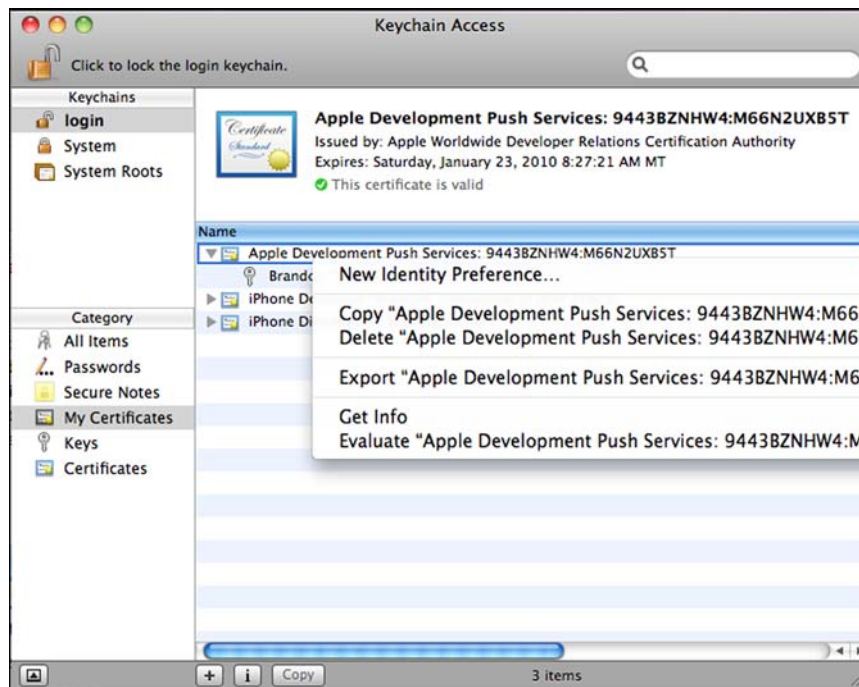 Keychain Access
Click to lock the login keychain.
Keychains
login
System
System Roots
Certificate
Standard
Apple Development Push Services: 9443BZNHW4:M66N2UXB5T
Issued by: Apple Worldwide Developer Relations Certification Authority
Expires: Saturday, January 23, 2010 8:27:21 AM MT
This certificate is valid
Name
Apple Development Push Services: 9443BZNHW4:M66N2UXB5T
Brando
iPhone De
iPhone Di
New Identity Preference...
Copy "Apple Development Push Services: 9443BZNHW4:M66
Delete "Apple Development Push Services: 9443BZNHW4:M6
Export "Apple Development Push Services: 9443BZNHW4:M6
Get Info
Evaluate "Apple Development Push Services: 9443BZNHW4:M
Category
All Items
Passwords
Secure Notes
My Certificates
Keys
Certificates
Copy
3 items